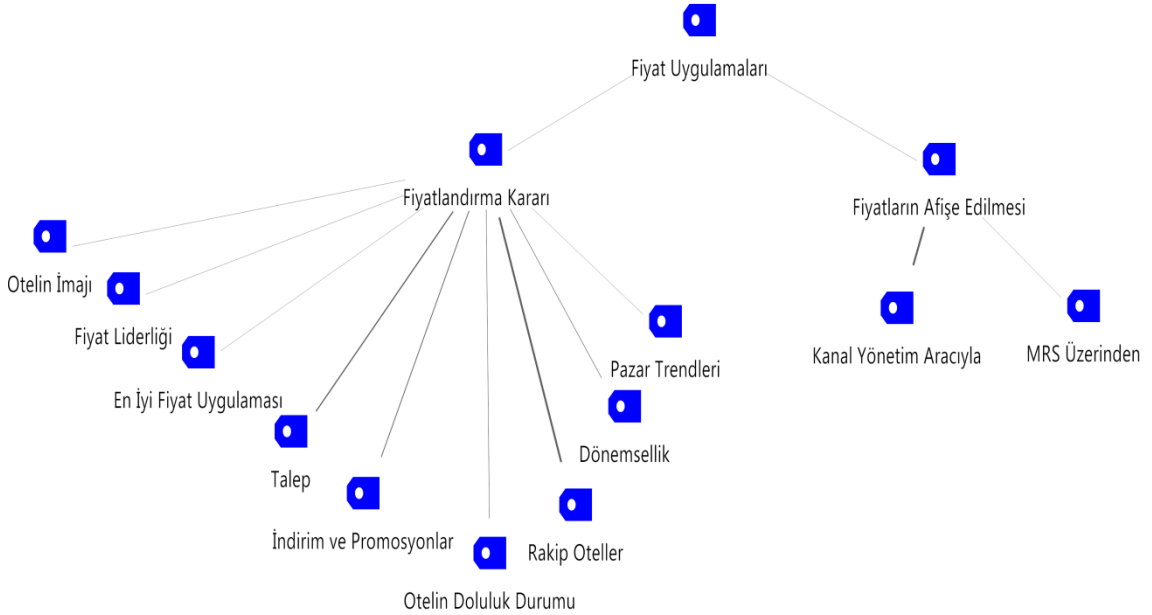 Fiyat Uygulamaları
Fiyatlandırma Kararı
Fiyatların Afişe Edilmesi
Otelin İmajı
Fiyat Liderliği
En İyi Fiyat Uygulaması
Talep
İndirim ve Promosyonlar
Otelin Doluluk Durumu
Rakip Oteller
Dönemsellik
Pazar Trendleri
Kanal Yönetim Aracıyla
MRS Üzerinden